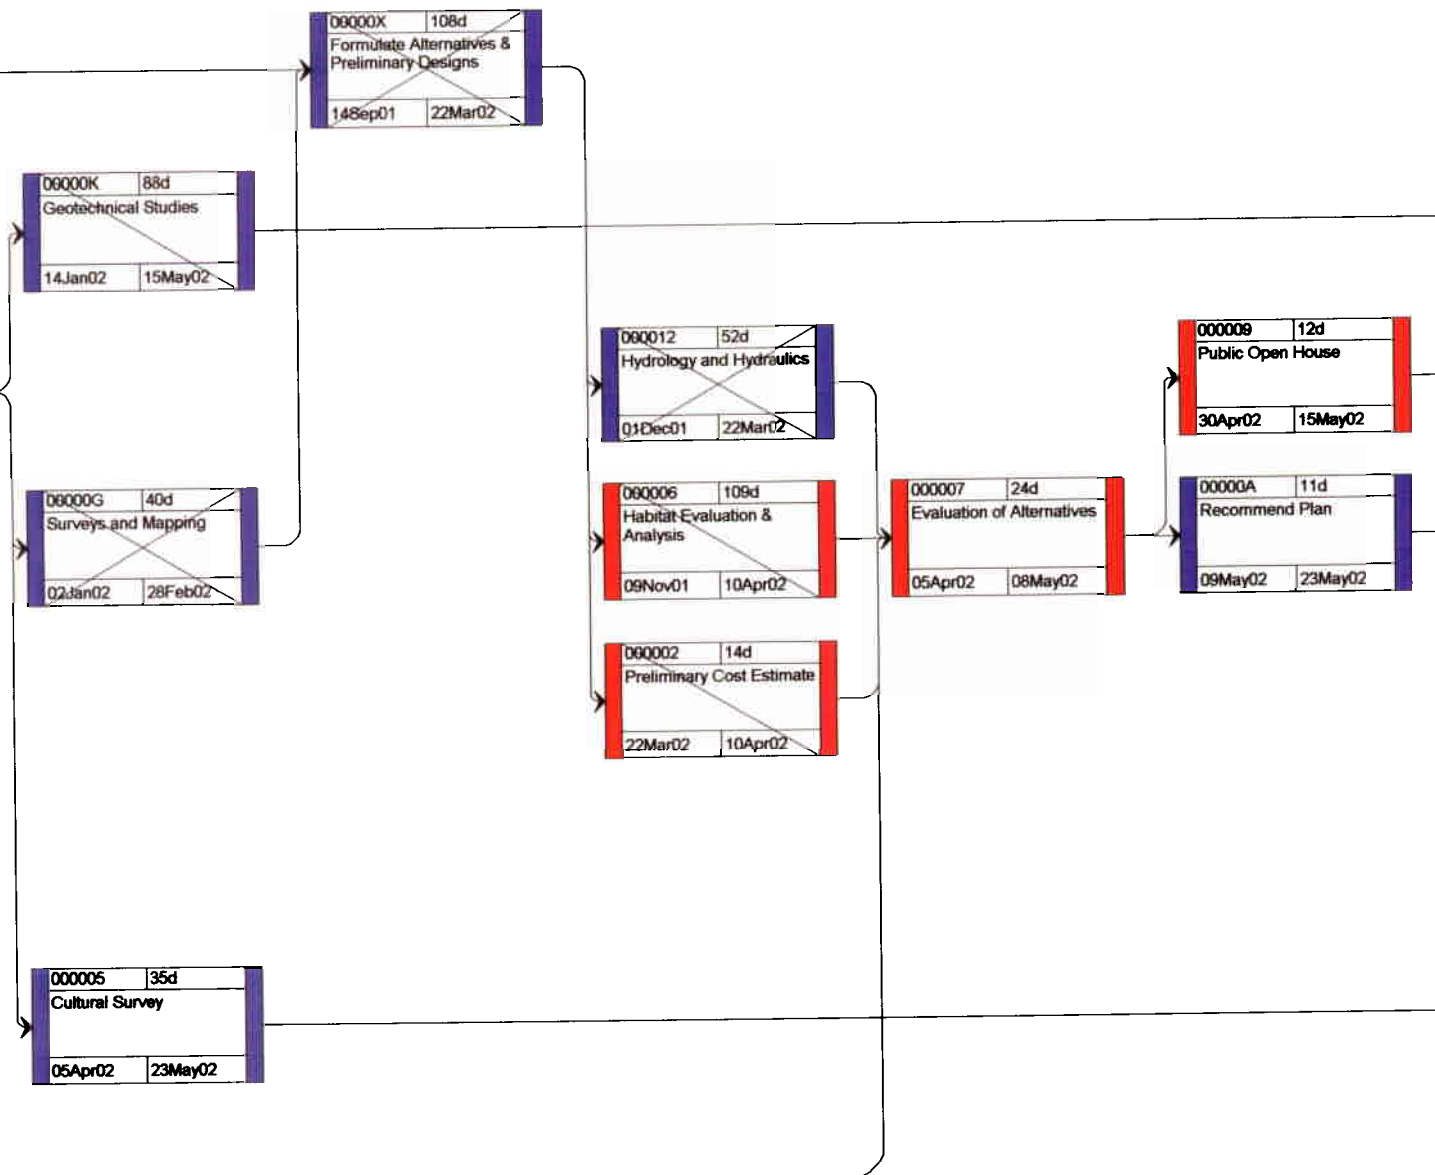 00000X 108d
Formulate Alternatives &
Preliminary Designs
14Sep01 22Mar02
00000K 88d
Geotechnical Studies
14Jan02 15May02
00000G 40d
Surveys and Mapping
02Jan02 28Feb02
000005 35d
Cultural Survey
05Apr02 23May02
000012 52d
Hydrology and Hydraulics
01Dec01 22Mar02
000006 109d
Habitat Evaluation &
Analysis
09Nov01 10Apr02
000002 14d
Preliminary Cost Estimate
22Mar02 10Apr02
000007 24d
Evaluation of Alternatives
05Apr02 08May02
000009 12d
Public Open House
30Apr02 15May02
00000A 11d
Recommend Plan
09May02 23May02